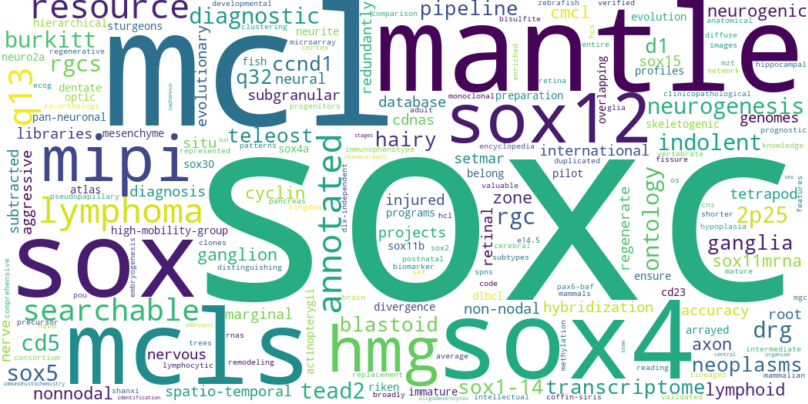 resource
sturgeons
hierarchical
developmental
clustering
diagnostic
neurite
microarray
cortex
comparison
bisulfite
pipeline
zebrafish
verified
cmcl
hcs
entire
evolution
anatomical
neurogenic
burkitt
regenerative
neuro2a
rgcs
evolutionary
mcl
fish
ccnd1
q32
neural
subgranular
redundantly
mantle
enriched
retina
overlapping
d1
sox15
mzt
network
profiles
diffuse
images
hippocampal
q13
ecog
co-orthologs
dentate
optic
pan-neuronal
saphenous
progenitors
database
cdnas
monoclonal
adult
preparation
glia
sox12
clinicopathological
neurogenesis
skeletogenic
genomes
prognostic
libraries
mesenchyme
situ
represented
teleost
patterns
sox4a
sox30
stages
leukemia/small
hairy
immunophenotype
encyclopedia
duplicated
international
setmar
belong
pilot
indolent
vertebrate
fissure
knowledge
subtracted
aggressive
mipi
atlas
diagnosis
pseudopapillary
pancreas
kingdom
cyclin
lymphoma
high-mobility-group
clones
distinguishing
ganglion
embryogenesis
soxc
sox
annotated
dlx-independent
injured
programs
hcl
projects
sox11b
sox2
postnatal
biomarker
set
valuable
rgc
zone
retinal
cerebral
e14.5
subtypes
spns
code
regenerate
ontology
os
cns
shorter
hypoplasia
tetrapod
2p25
features
ganglia
sox11mrna
mature
comprehensive
pou
searchable
marginal
actinopterygii
brain
divergence
dlbcl
pax6-baf
mammals
non-nodal
hybridization
ensure
cd23
accuracy
mgc
root
arrayed
drg
nerve
precursor
cd5
consortium
mcls
rnas
trees
embryonic
nervous
lymphocytic
remodeling
hmg
blastoid
average
replacement
sox4
methylation
axon
reading
intermediate
central
organism
neoplasms
mammalian
lineages
sox5
immunohistochemistry
nonnodal
shanxi
identification
spatio-temporal
tead2
riken
broadly
immature
oligodendrocytes
sox1-14
intellectual
coffin-siris
transcriptome
validated
lymphoid